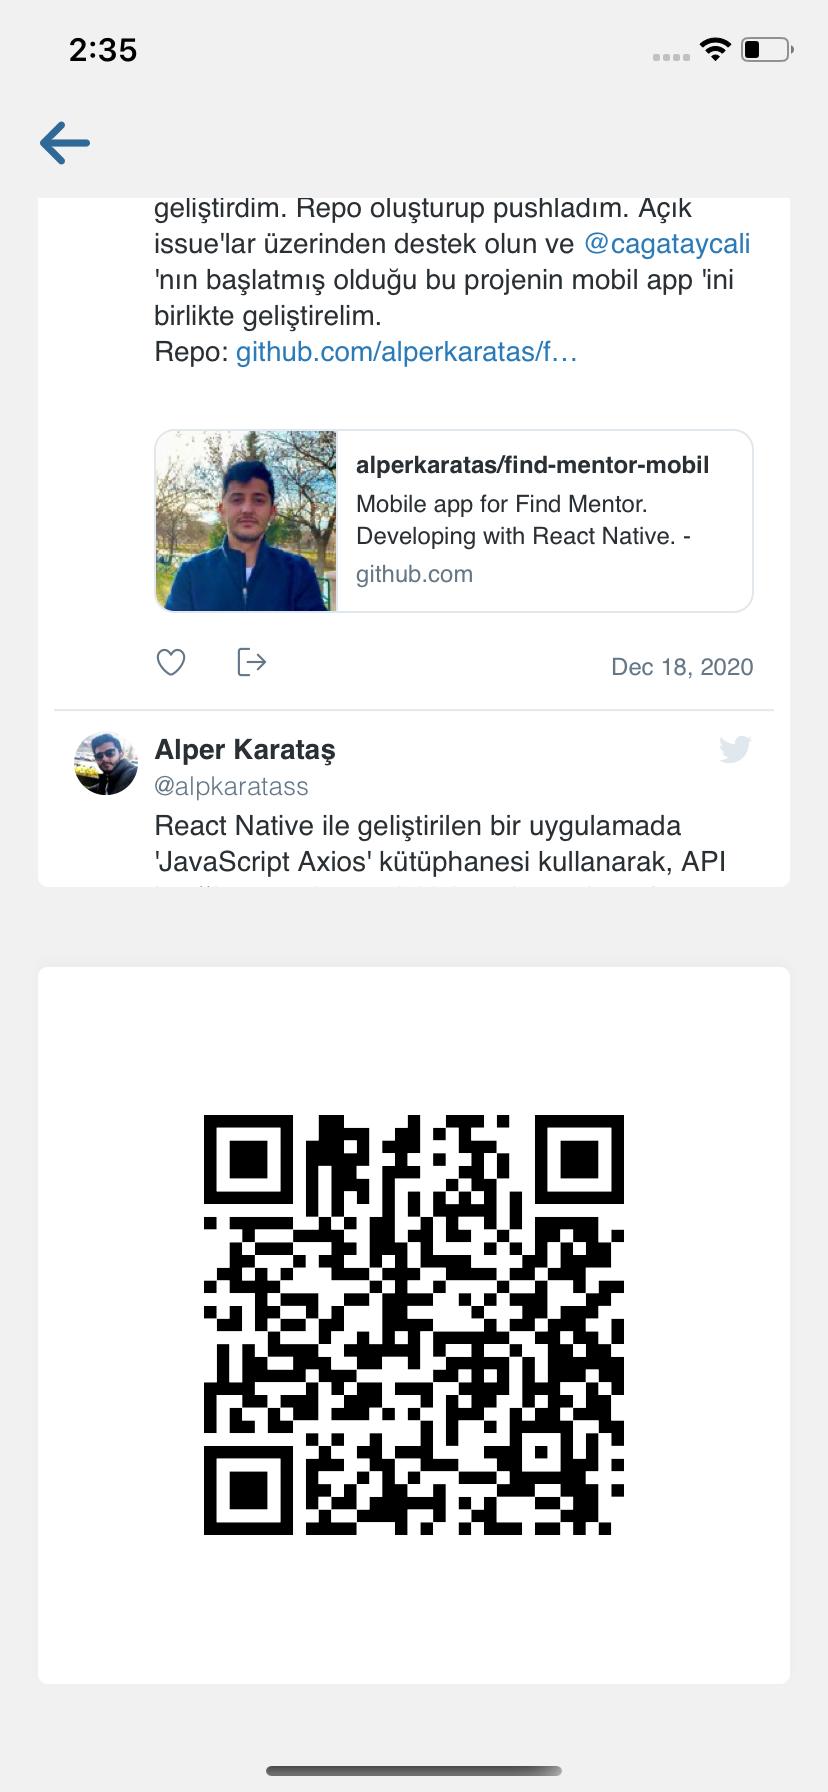 2:35
geliştirdim. Repo oluşturup pushladım. Açık
issue'lar üzerinden destek olun ve @cagataycali
'nın başlatmış olduğu bu projenin mobil app 'ini
birlikte geliştirelim.
Repo: github.com/alperkaratas/f…
alperkaratas/find-mentor-mobil
Mobile app for Find Mentor.
Developing with React Native. -
github.com
Dec 18, 2020
Alper Karataş
@alpkaratass
React Native ile geliştirilen bir uygulamada
'JavaScript Axios' kütüphanesi kullanarak, API